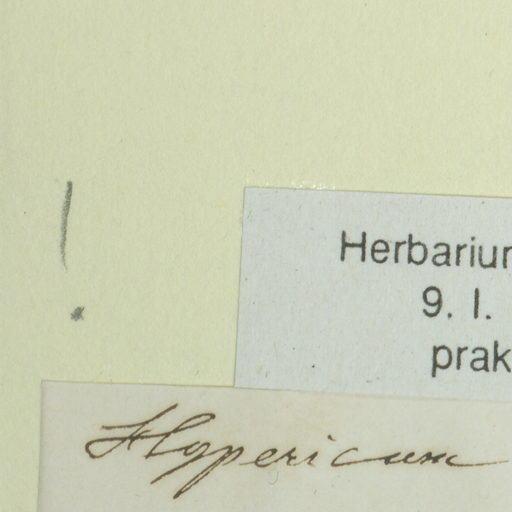 !
Herbariu
9. I.
prak
Hypericum